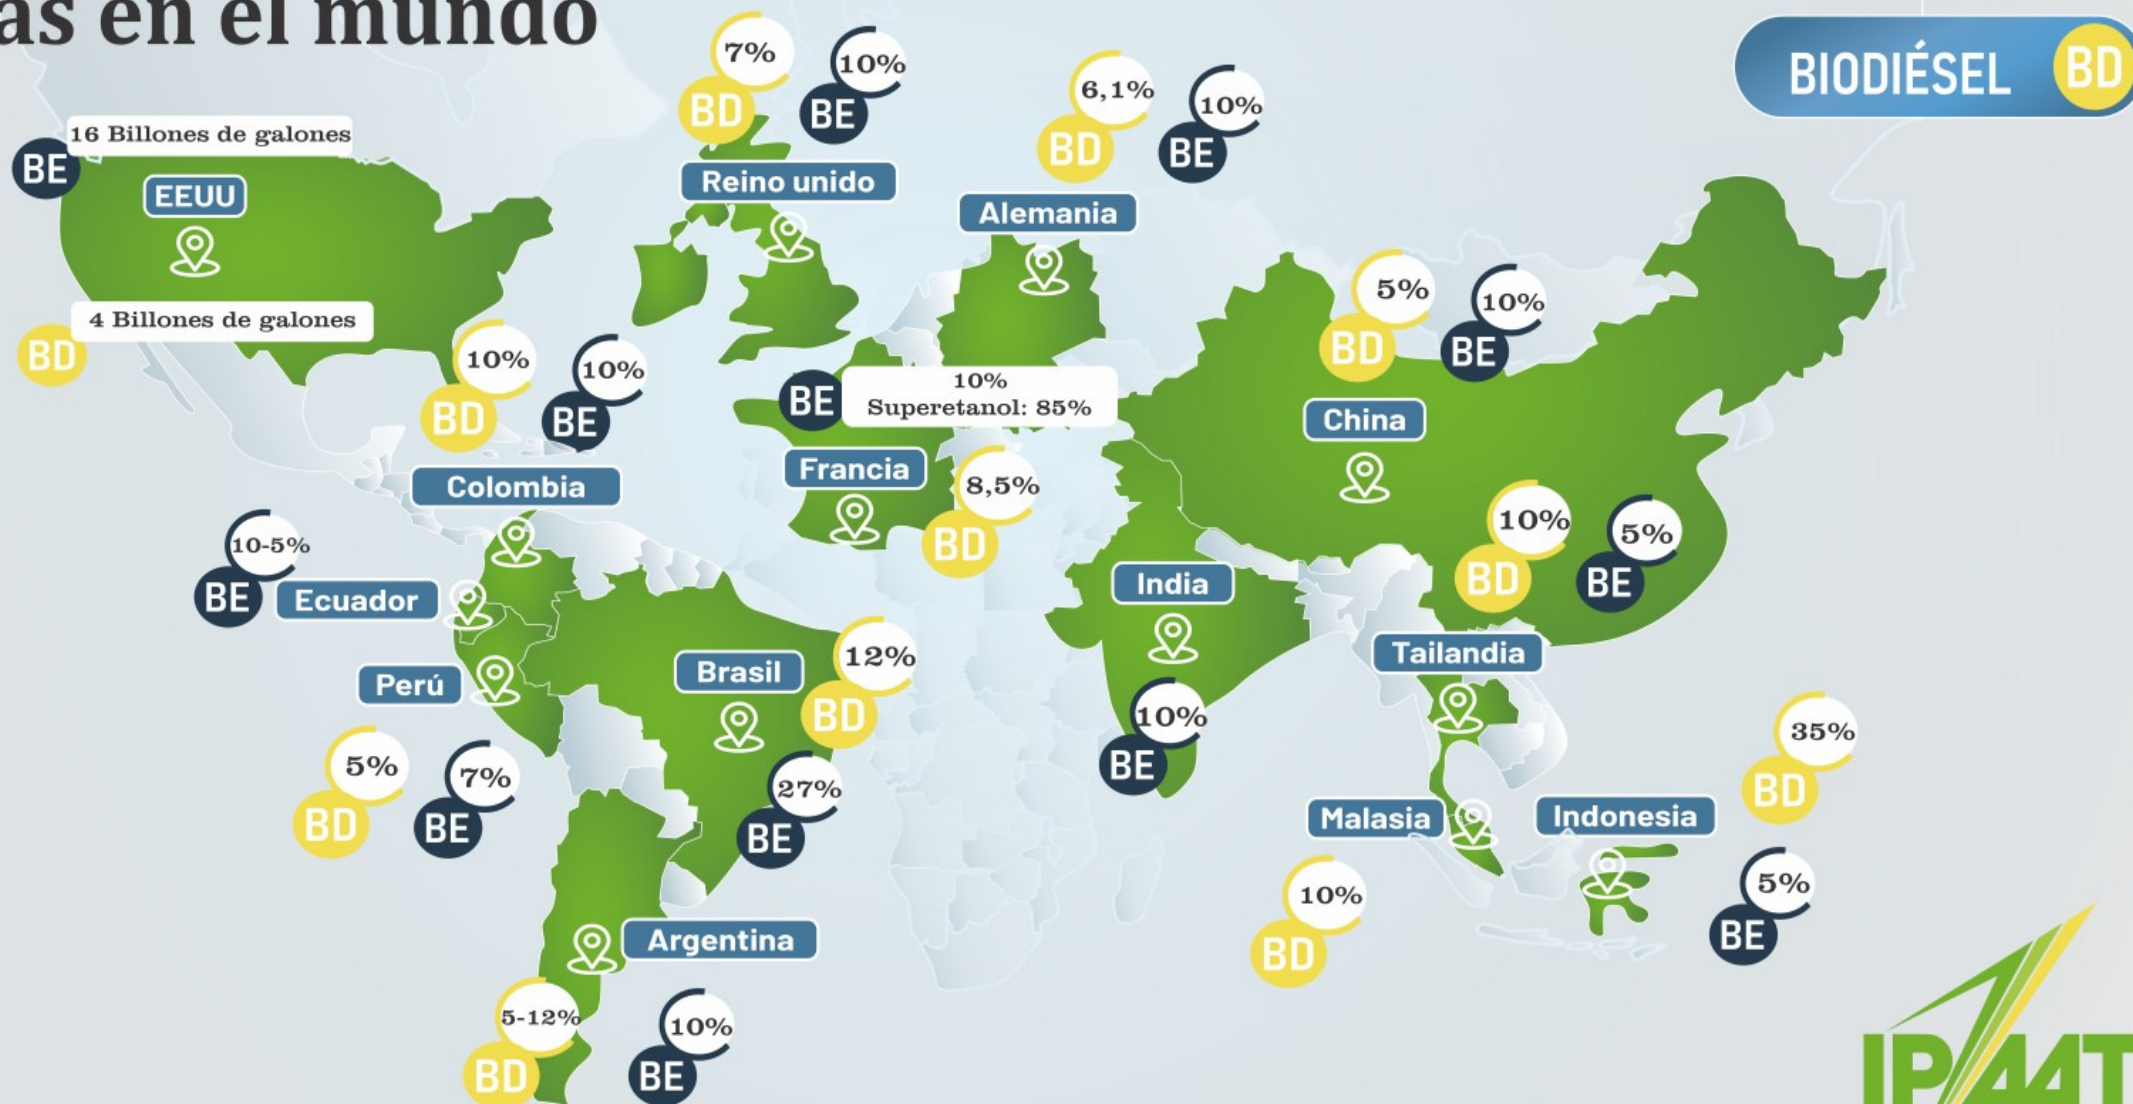 as en el mundo
BIODIÉSEL BD
7%
BD
10%
BE
6,1%
BD
10%
BE
16 Billones de galones
BE
EEUU
4 Billones de galones
BD
Reino unido
Alemania
10%
BD
10%
BE
Colombia
BE
10%
Superetanol: 85%
Francia
8,5%
BD
5%
BD
10%
BE
China
10-5%
BE
Ecuador
Perú
5%
BD
7%
BE
Brasil
12%
BD
27%
BE
India
10%
BE
10%
BD
5%
BE
Tailandia
Malasia
10%
BD
Indonesia
35%
BD
5%
BE
Argentina
5-12%
BD
10%
BE
IPAAT